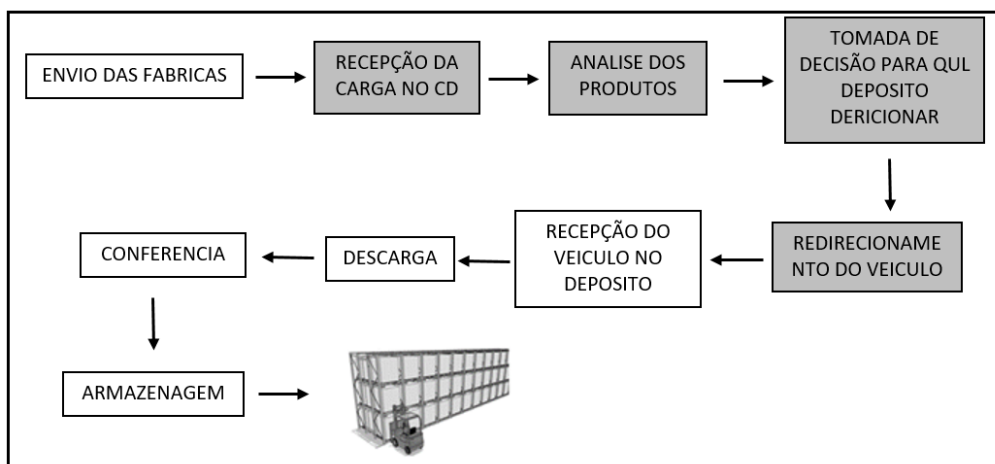 ENVIO DAS FABRICAS
RECEPÇÃO DA
CARGA NO CD
ANALISE DOS
PRODUTOS
TOMADA DE
DECISÃO PARA QUL
DEPOSITO
DERICIONAR
REDIRECIONAME
NTO DO VEICULO
RECEPÇÃO DO
VEICULO NO
DEPOSITO
DESCARGA
CONFERENCIA
ARMAZENAGEM